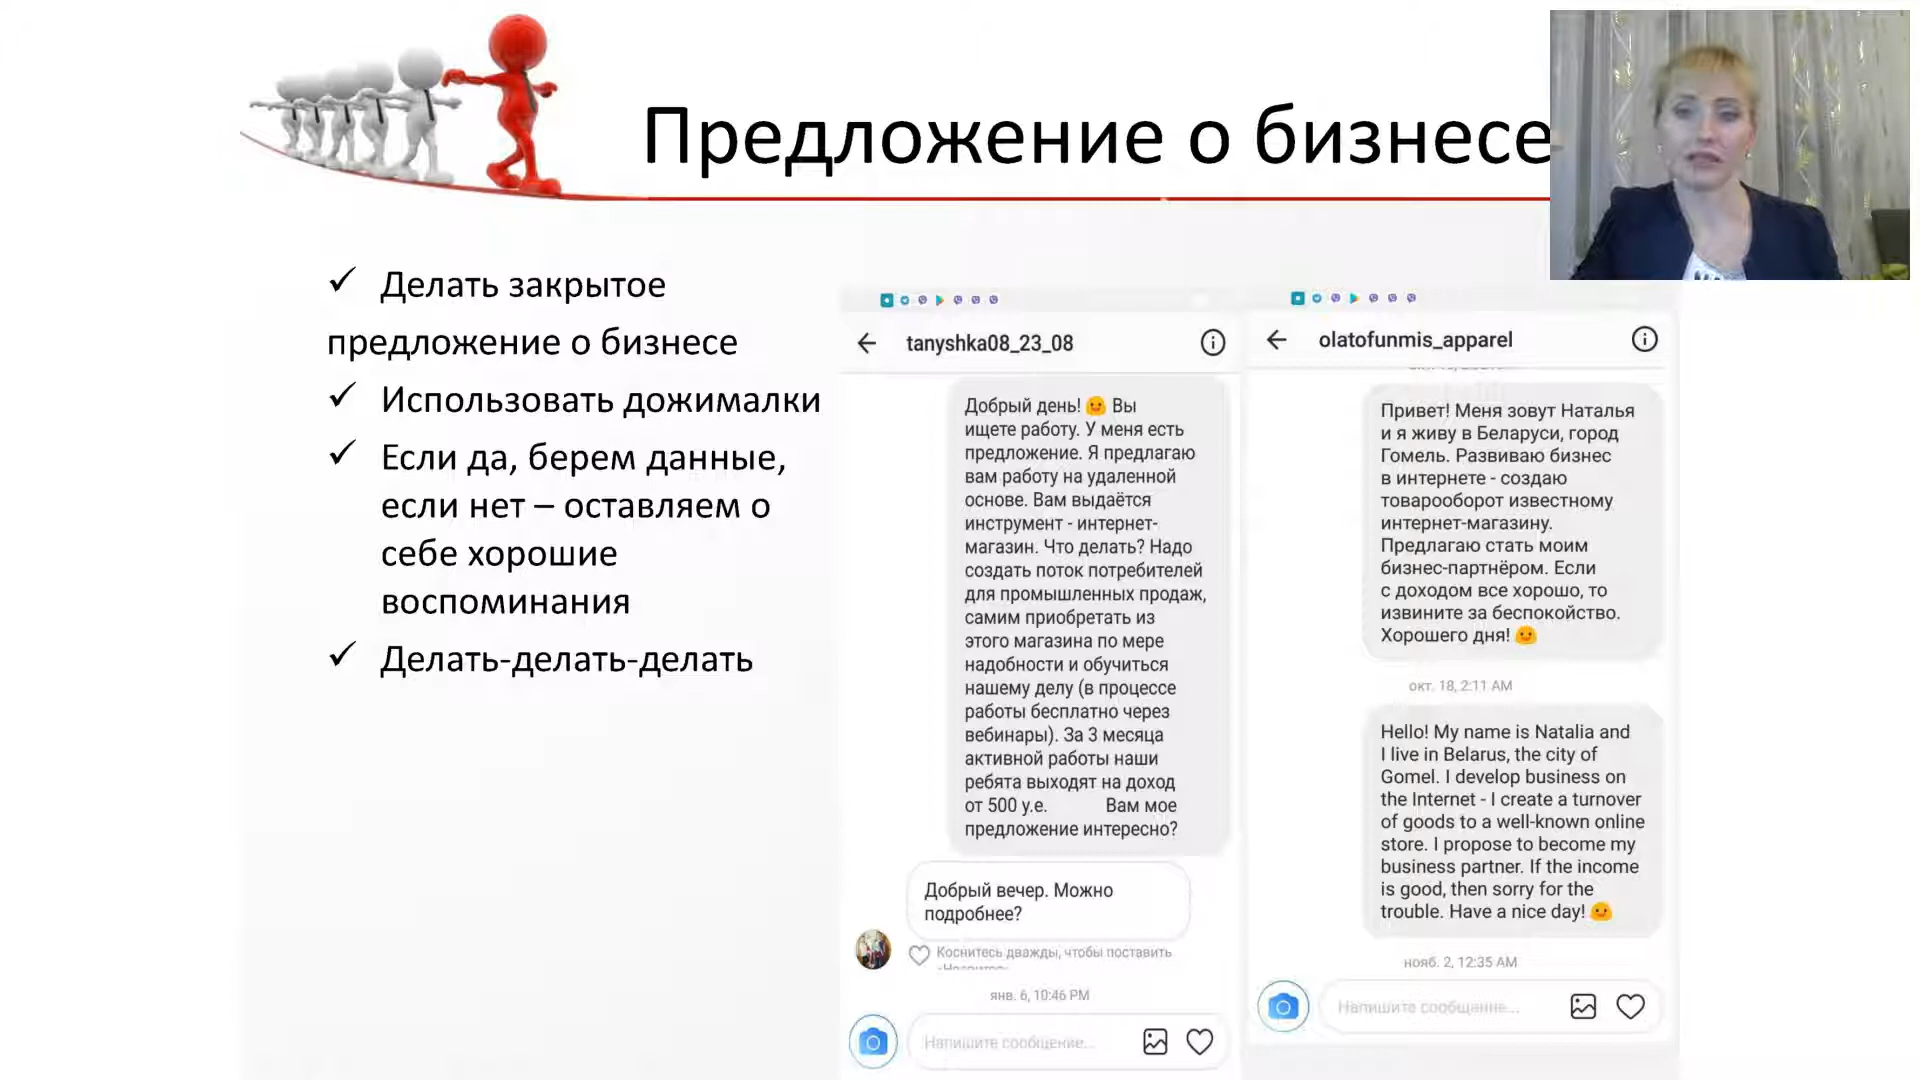 Предложение о бизнесе
Делать закрытое
предложение о бизнесе
Использовать дожималки
Если да, берем данные,
если нет – оставляем о
себе хорошие
воспоминания
Делать-делать-делать
tanyshka08_23_08
Добрый день! Вы
ищете работу. У меня есть
предложение. Я предлагаю
вам работу на удаленной
основе. Вам выдаётся
инструмент - интернет-
магазин. Что делать? Надо
создать поток потребителей
для промышленных продаж,
самим приобретать из
этого магазина по мере
надобности и обучиться
нашему делу (в процессе
работы бесплатно через
вебинары). За 3 месяца
активной работы наши
ребята выходят на доход
от 500 у.е. Вам мое
предложение интересно?
Добрый вечер. Можно
подробнее?
Коснитесь дважды, чтобы поставить
янв. 6, 10:46 PM
Напишите сообщение...
olatofunmis_apparel
Привет! Меня зовут Наталья
и я живу в Беларуси, город
Гомель. Развиваю бизнес
в интернете - создаю
товарооборот известному
интернет-магазину.
Предлагаю стать моим
бизнес-партнёром. Если
с доходом все хорошо, то
извините за беспокойство.
Хорошего дня!
окт. 18, 2:11 AM
Hello! My name is Natalia and
I live in Belarus, the city of
Gomel. I develop business on
the Internet - I create a turnover
of goods to a well-known online
store. I propose to become my
business partner. If the income
is good, then sorry for the
trouble. Have a nice day!
нояб. 2, 12:35 AM
Напишите сообщение...